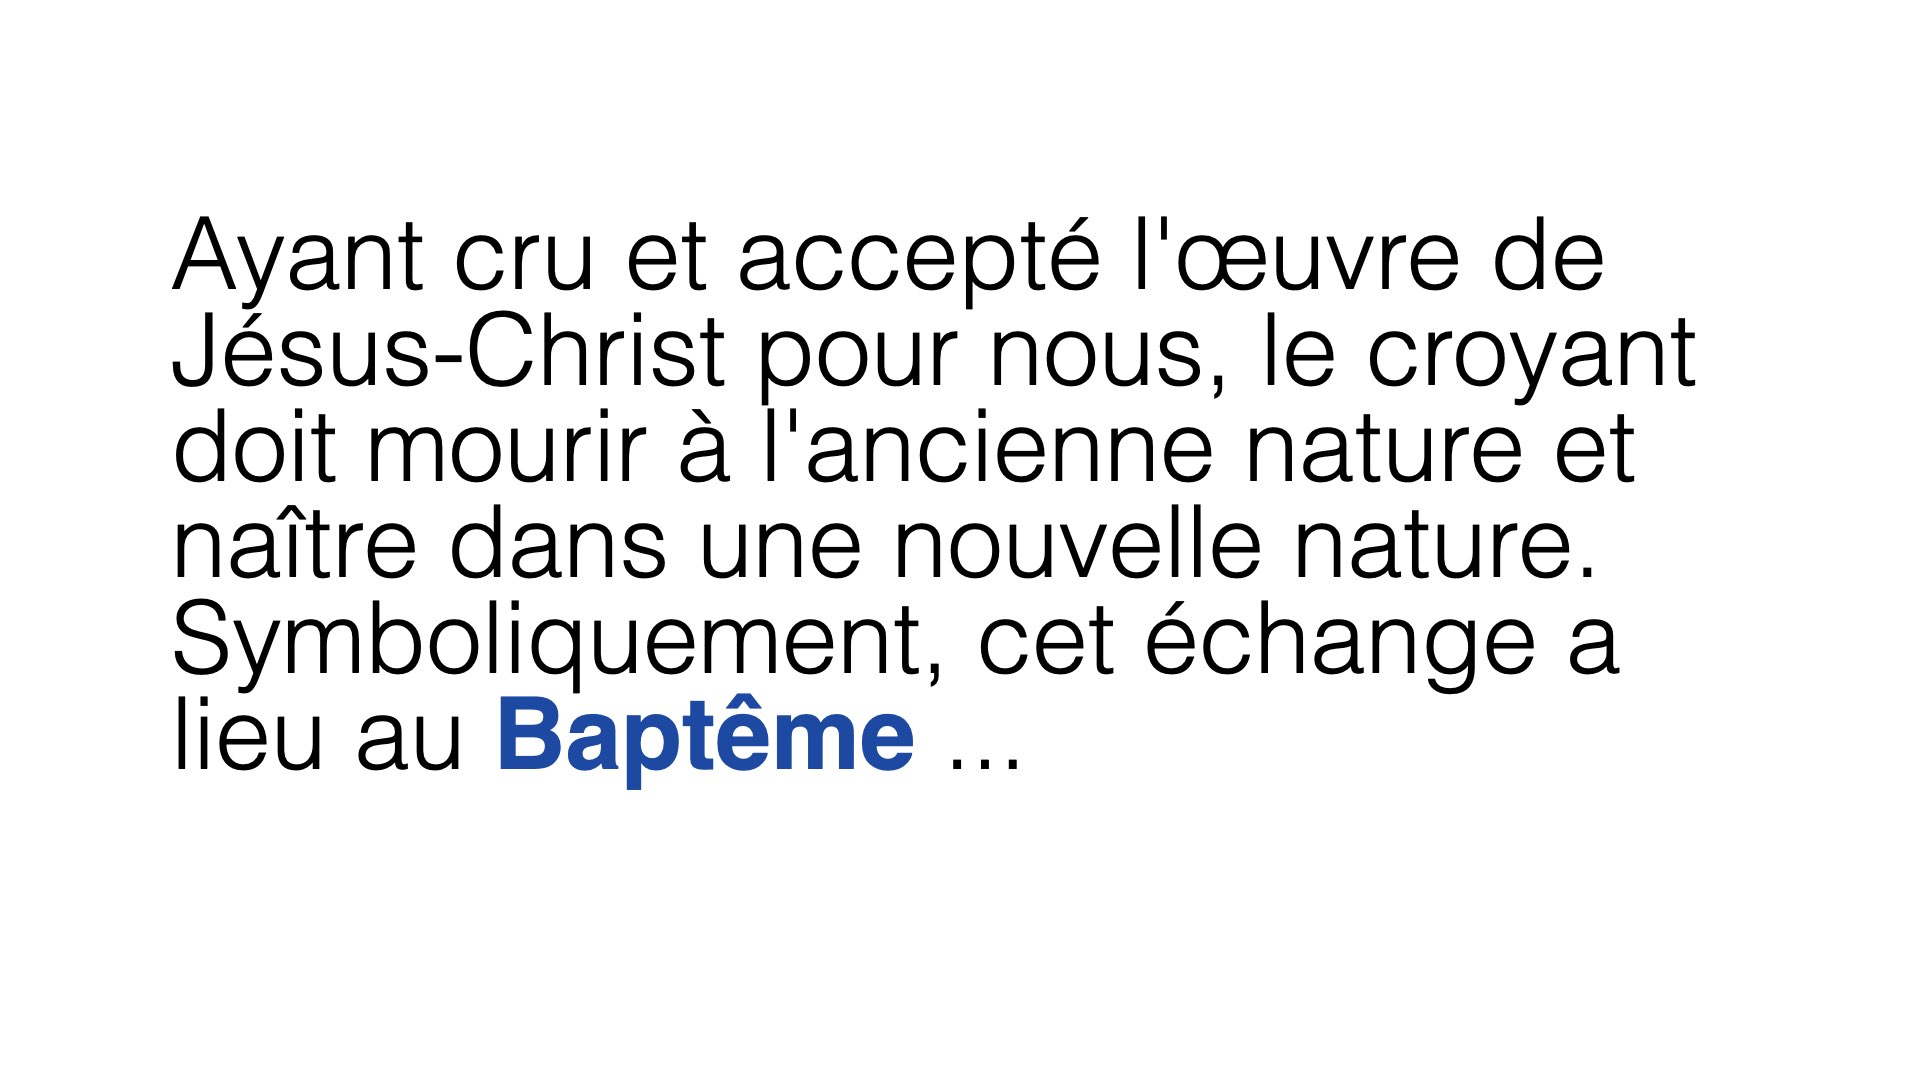 Ayant cru et accepté l'œuvre de
Jésus-Christ pour nous, le croyant
doit mourir à l'ancienne nature et
naître dans une nouvelle nature.
Symboliquement, cet échange a
lieu au Baptême ...